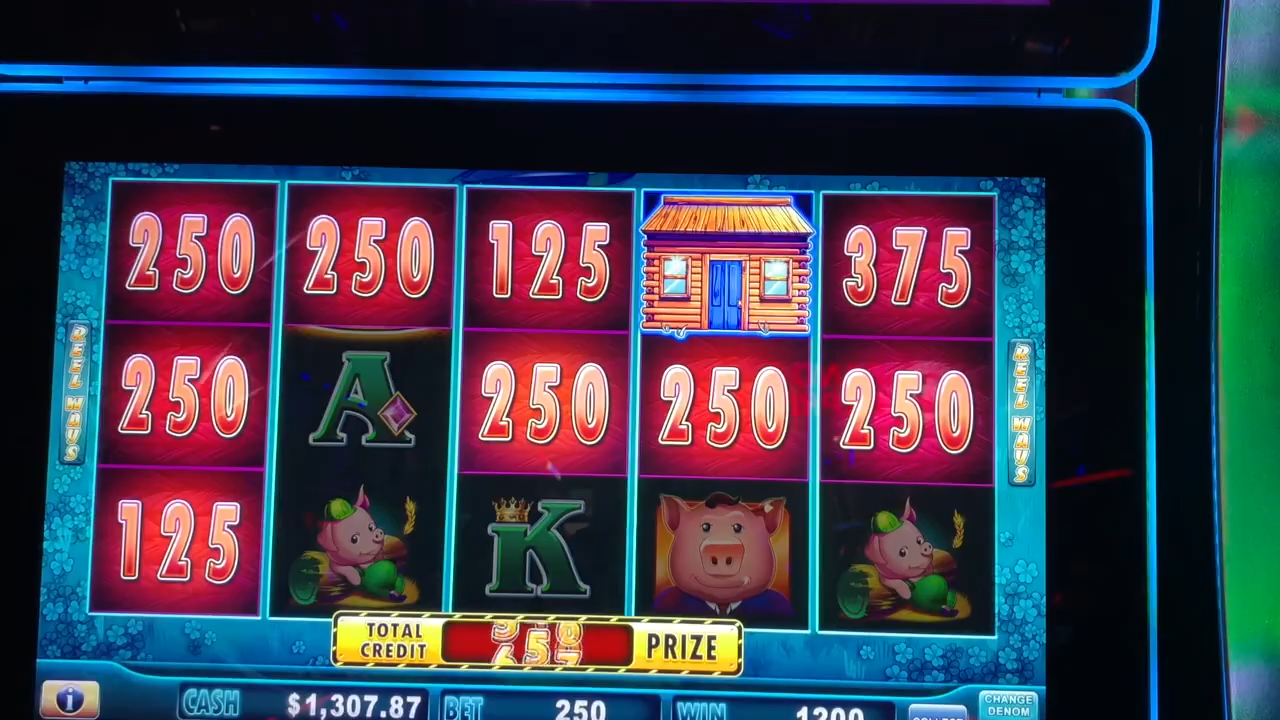 250 250 125 375
250 A 250 250 250
125 K
REEL WAYS
REEL WAYS
TOTAL CREDIT PRIZE
i CASH $1,307.87 BET 250 WIN 1200
CHANGE DENOM